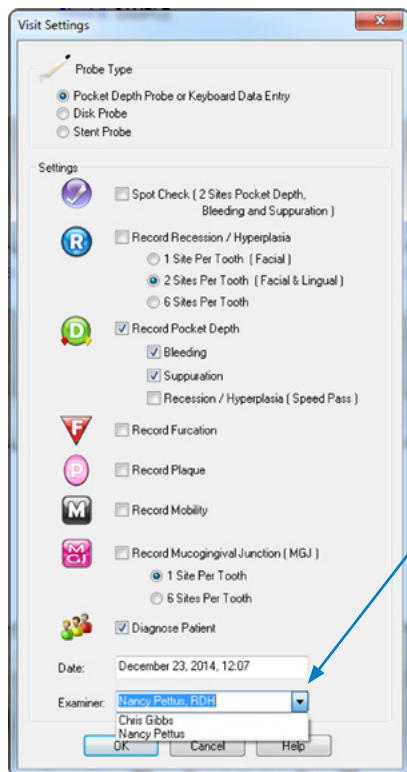 Visit Settings
x
Probe Type
Pocket Depth Probe or Keyboard Data Entry
Disk Probe
Stent Probe
Settings
Spot Check ( 2 Sites Pocket Depth,
Bleeding and Suppuration )
R
Record Recession / Hyperplasia
1 Site Per Tooth ( Facial )
2 Sites Per Tooth ( Facial & Lingual )
6 Sites Per Tooth
D
Record Pocket Depth
Bleeding
Suppuration
Recession / Hyperplasia ( Speed Pass )
F
Record Furcation
P
Record Plaque
M
Record Mobility
M
GJ
Record Mucogingival Junction ( MGJ )
1 Site Per Tooth
6 Sites Per Tooth
Diagnose Patient
Date: December 23, 2014, 12:07
Examiner: Nancy Pettus, RDH
Chris Gibbs
Nancy Pettus
OK Cancel Help